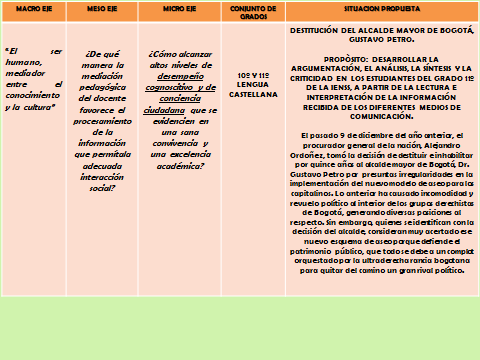 MACRO EJE
MESO EJE
MICRO EJE
CONJUNTO DE
GRADOS
SITUACION PROPUESTA
"El ser
humano,
mediador
entre el
conocimiento
y la cultura"
¿De qué
manera la
mediación
pedagógica
del docente
favorece el
procesamiento
de la
información
que permita la
adecuada
interacción
social?
¿Cómo alcanzar
altos niveles de
desempeño
cognoscitivo y de
conciencia
ciudadana que se
evidencien en
una sana
convivencia y
una excelencia
académica?
10º Y 11º
LENGUA
CASTELLANA
DESTITUCIÓN DEL ALCALDE MAYOR DE BOGOTÁ,
GUSTAVO PETRO.
PROPÒSITO: DESARROLLAR LA
ARGUMENTACIÓN, EL ANÁLISIS, LA SÍNTESIS Y LA
CRITICIDAD EN LOS ESTUDIANTES DEL GRADO 11º
DE LA IENSS, A PARTIR DE LA LECTURA E
INTERPRETACIÓN DE LA INFORMACIÓN
RECIBIDA DE LOS DIFERENTES MEDIOS DE
COMUNICACIÓN.
El pasado 9 de diciembre del año anterior, el
procurador general de la nación, Alejandro
Ordoñez, tomó la decisión de destituir e inhabilitar
por quince años al alcalde mayor de Bogotá, Dr.
Gustavo Petro por presuntas irregularidades en la
implementación del nuevo modelo de aseo para los
capitalinos. Lo anterior ha causado incomodidad y
revuelo político al interior de los grupos derechistas
de Bogotá, generando diversas posiciones al
respecto. Sin embargo, quienes se identifican con la
decisión del alcalde, consideran muy acertado ese
nuevo esquema de aseo porque defiende el
patrimonio público, que todo se debe a un complot
orquestado por la ultraderecha rancia bogotana
para quitar del camino un gran rival político.